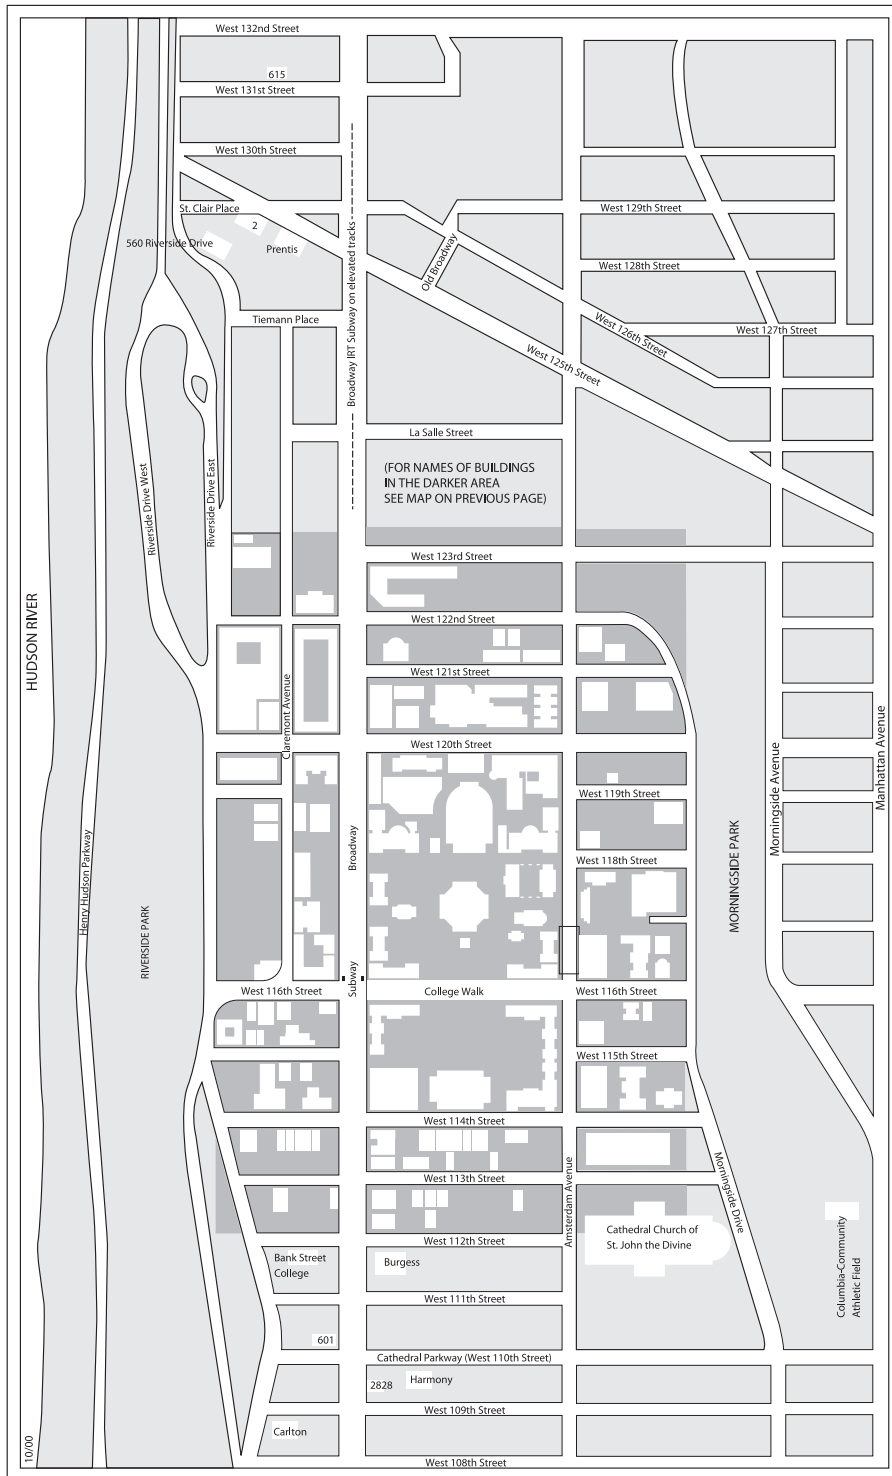 West 132nd Street
615
West 131st Street
West 130th Street
St. Clair Place
West 129th Street
2
560 Riverside Drive
Prentis
Old Broadway
West 128th Street
Tiemann Place
Broadway IRT Subway on elevated tracks
West 126th Street
West 127th Street
West 125th Street
La Salle Street
(FOR NAMES OF BUILDINGS
IN THE DARKER AREA
SEE MAP ON PREVIOUS PAGE)
Riverside Drive West
Riverside Drive East
West 123rd Street
HUDSON RIVER
West 122nd Street
West 121st Street
Claremont Avenue
West 120th Street
Morningside Avenue
Manhattan Avenue
West 119th Street
Broadway
West 118th Street
Henry Hudson Parkway
MORNINGSIDE PARK
RIVERSIDE PARK
Subway
West 116th Street
College Walk
West 116th Street
West 115th Street
West 114th Street
West 113th Street
Amsterdam Avenue
Morningside Drive
West 112th Street
Cathedral Church of
St. John the Divine
Bank Street
College
Burgess
Columbia-Community
Athletic Field
West 111th Street
601
Cathedral Parkway (West 110th Street)
2828
Harmony
West 109th Street
Carlton
10/00
West 108th Street